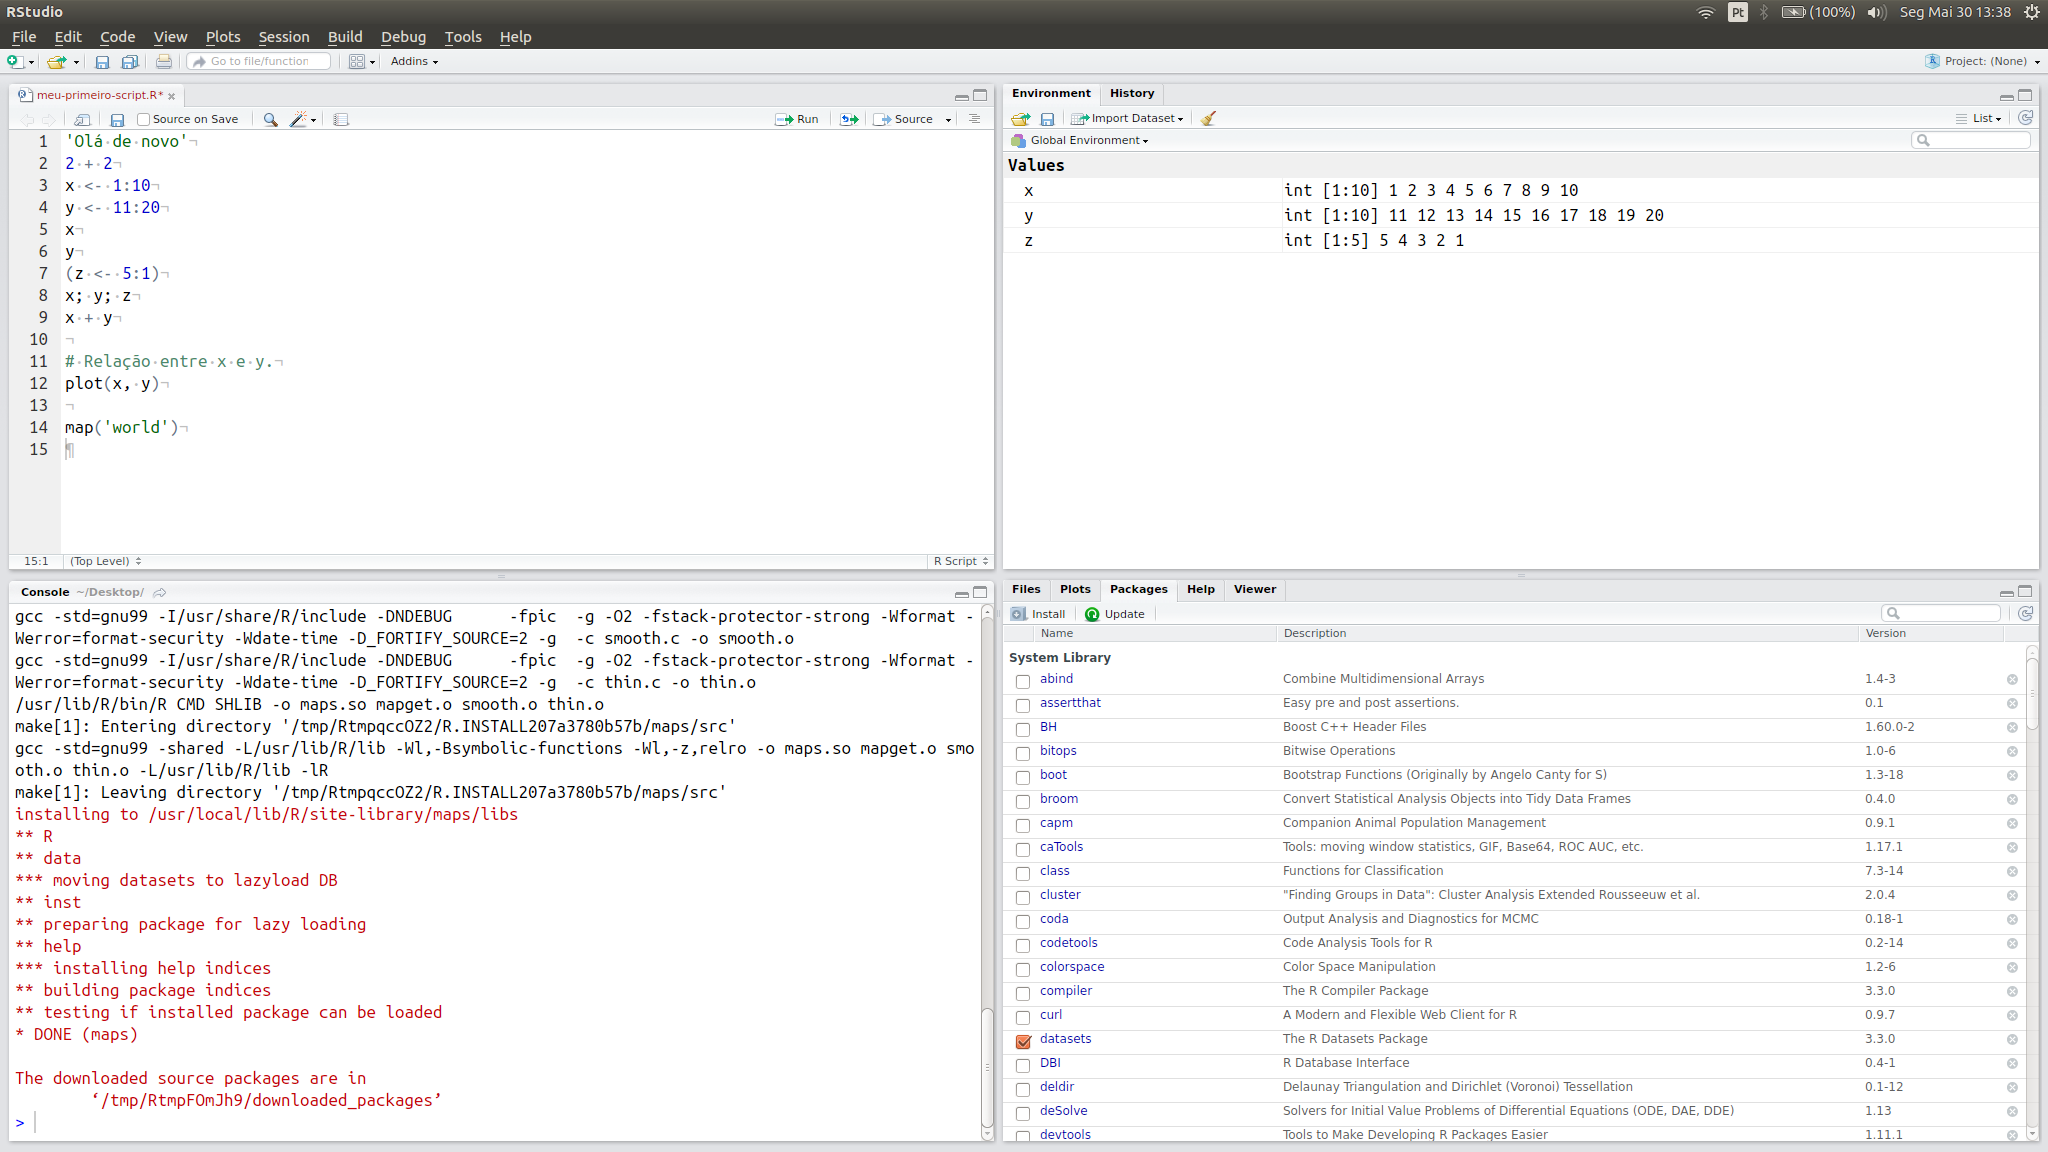 RStudio
Pt
(100%)
Seg Mai 30 13:38
File Edit Code View Plots Session Build Debug Tools Help
Go to file/function
Addins
Project: (None)
meu-primeiro-script.R*
Source on Save
Run
Source
1 'Olá de novo'
2 2 + 2
3 x <- 1:10
4 y <- 11:20
5 x
6 y
7 (z <- 5:1)
8 x; y; z
9 x + y
10
11 # Relação entre x e y.
12 plot(x, y)
13
14 map('world')
15
15:1 (Top Level) R Script
Environment History
Import Dataset
List
Global Environment
Values
x int [1:10] 1 2 3 4 5 6 7 8 9 10
y int [1:10] 11 12 13 14 15 16 17 18 19 20
z int [1:5] 5 4 3 2 1
Console ~/Desktop/
gcc -std=gnu99 -I/usr/share/R/include -DNDEBUG      -fpic  -g -O2 -fstack-protector-strong -Wformat -
Werror=format-security -Wdate-time -D_FORTIFY_SOURCE=2 -g  -c smooth.c -o smooth.o
gcc -std=gnu99 -I/usr/share/R/include -DNDEBUG      -fpic  -g -O2 -fstack-protector-strong -Wformat -
Werror=format-security -Wdate-time -D_FORTIFY_SOURCE=2 -g  -c thin.c -o thin.o
/usr/lib/R/bin/R CMD SHLIB -o maps.so mapget.o smooth.o thin.o
make[1]: Entering directory '/tmp/RtmpqccOZ2/R.INSTALL207a3780b57b/maps/src'
gcc -std=gnu99 -shared -L/usr/lib/R/lib -Wl,-Bsymbolic-functions -Wl,-z,relro -o maps.so mapget.o smo
oth.o thin.o -L/usr/lib/R/lib -lR
make[1]: Leaving directory '/tmp/RtmpqccOZ2/R.INSTALL207a3780b57b/maps/src'
installing to /usr/local/lib/R/site-library/maps/libs
** R
** data
*** moving datasets to lazyload DB
** inst
** preparing package for lazy loading
** help
*** installing help indices
** building package indices
** testing if installed package can be loaded
* DONE (maps)
The downloaded source packages are in
‘/tmp/RtmpFOmJh9/downloaded_packages’
>
Files Plots Packages Help Viewer
Install Update
Name Description Version
System Library
abind Combine Multidimensional Arrays 1.4-3
assertthat Easy pre and post assertions. 0.1
BH Boost C++ Header Files 1.60.0-2
bitops Bitwise Operations 1.0-6
boot Bootstrap Functions (Originally by Angelo Canty for S) 1.3-18
broom Convert Statistical Analysis Objects into Tidy Data Frames 0.4.0
capm Companion Animal Population Management 0.9.1
caTools Tools: moving window statistics, GIF, Base64, ROC AUC, etc. 1.17.1
class Functions for Classification 7.3-14
cluster "Finding Groups in Data": Cluster Analysis Extended Rousseeuw et al. 2.0.4
coda Output Analysis and Diagnostics for MCMC 0.18-1
codetools Code Analysis Tools for R 0.2-14
colorspace Color Space Manipulation 1.2-6
compiler The R Compiler Package 3.3.0
curl A Modern and Flexible Web Client for R 0.9.7
datasets The R Datasets Package 3.3.0
DBI R Database Interface 0.4-1
deldir Delaunay Triangulation and Dirichlet (Voronoi) Tessellation 0.1-12
deSolve Solvers for Initial Value Problems of Differential Equations (ODE, DAE, DDE) 1.13
devtools Tools to Make Developing R Packages Easier 1.11.1